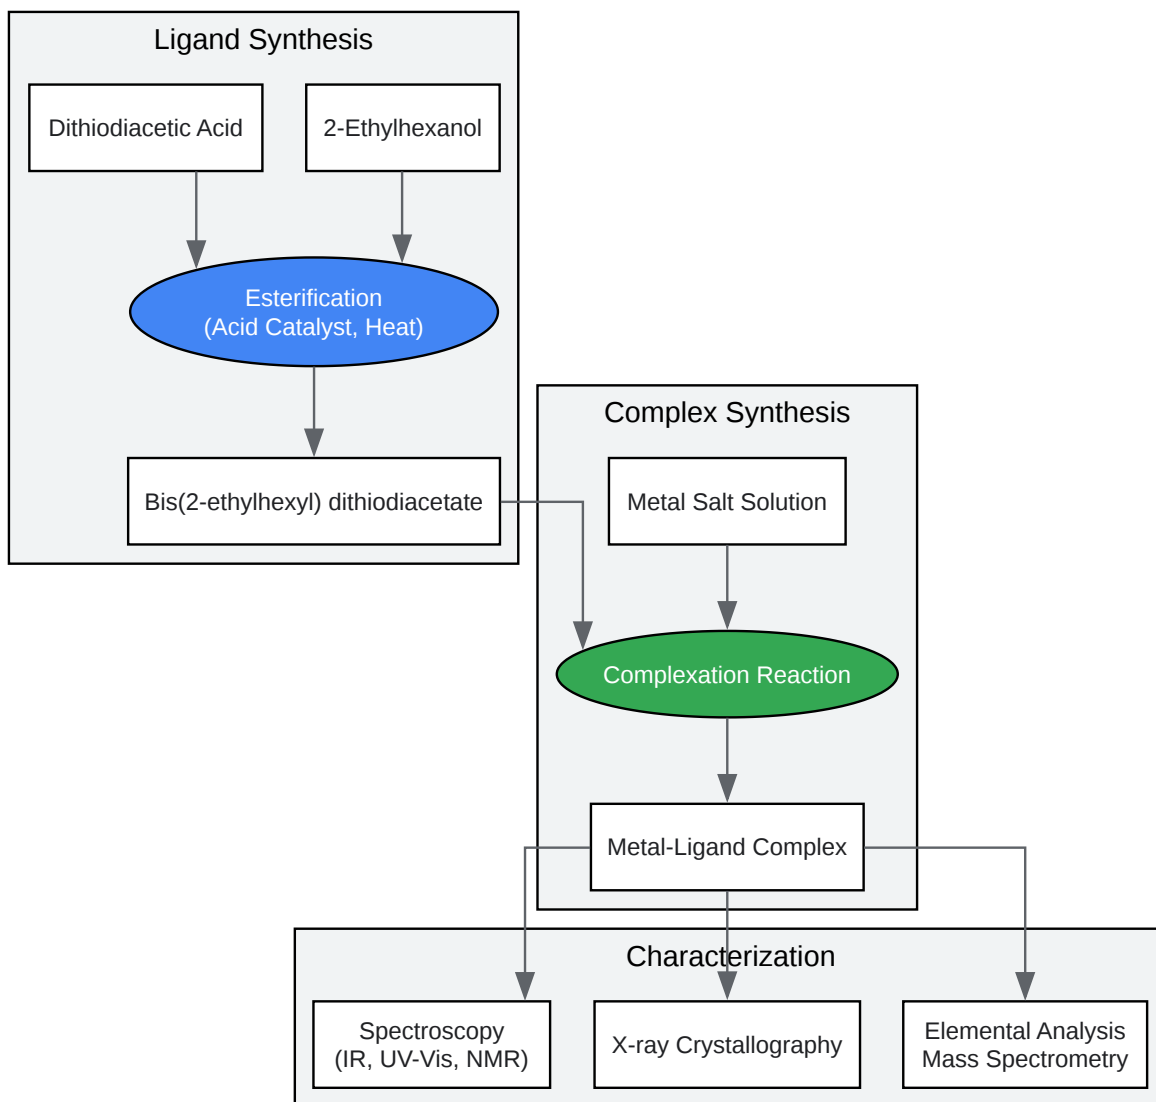 Ligand Synthesis
Dithiodacetic Acid
2-Ethylhexanol
Esterification
(Acid Catalyst, Heat)
Bis(2-ethylhexyl) dithiodiacetate
Complex Synthesis
Metal Salt Solution
Complexation Reaction
Metal-Ligand Complex
Characterization
Spectroscopy
(IR, UV-Vis, NMR)
X-ray Crystallography
Elemental Analysis
Mass Spectrometry